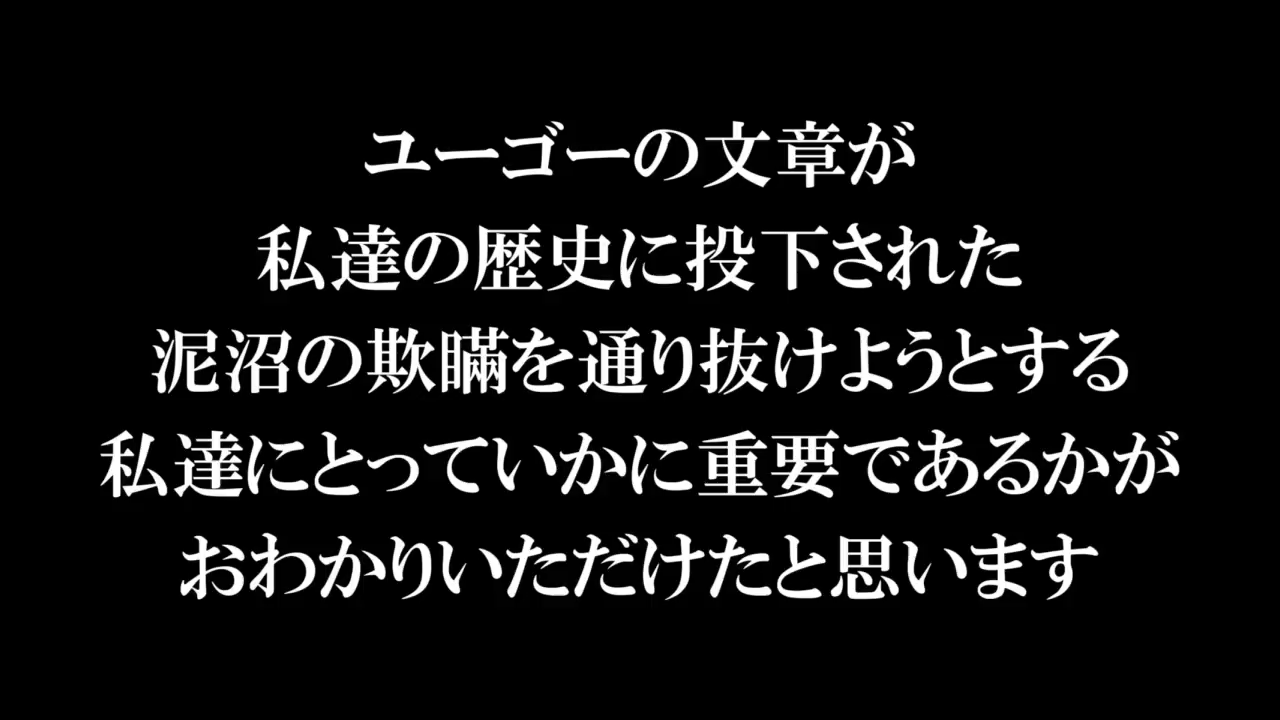 ユーゴーの文章が
私達の歴史に投下された
泥沼の欺瞞を通り抜けようとする
私達にとっていかに重要であるかが
おわかりいただけたと思います